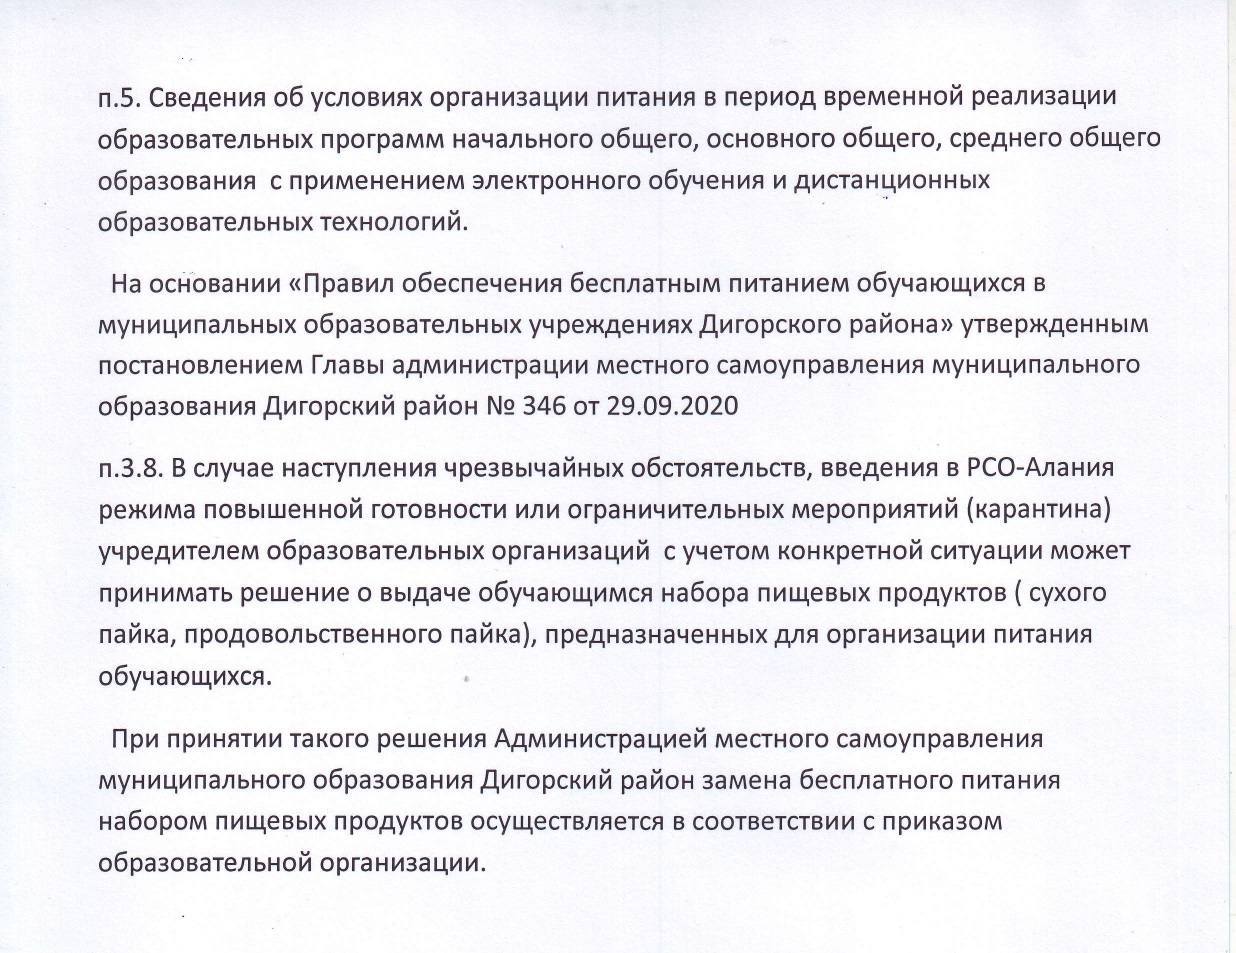 п.5. Сведения об условиях организации питания в период временной реализации
образовательных программ начального общего, основного общего, среднего общего
образования  с применением электронного обучения и дистанционных
образовательных технологий.
На основании «Правил обеспечения бесплатным питанием обучающихся в
муниципальных образовательных учреждениях Дигорского района» утвержденным
постановлением Главы администрации местного самоуправления муниципального
образования Дигорский район № 346 от 29.09.2020
п.3.8. В случае наступления чрезвычайных обстоятельств, введения в РСО-Алания
режима повышенной готовности или ограничительных мероприятий (карантина)
учредителем образовательных организаций  с учетом конкретной ситуации может
принимать решение о выдаче обучающимся набора пищевых продуктов ( сухого
пайка, продовольственного пайка), предназначенных для организации питания
обучающихся.
При принятии такого решения Администрацией местного самоуправления
муниципального образования Дигорский район замена бесплатного питания
набором пищевых продуктов осуществляется в соответствии с приказом
образовательной организации.